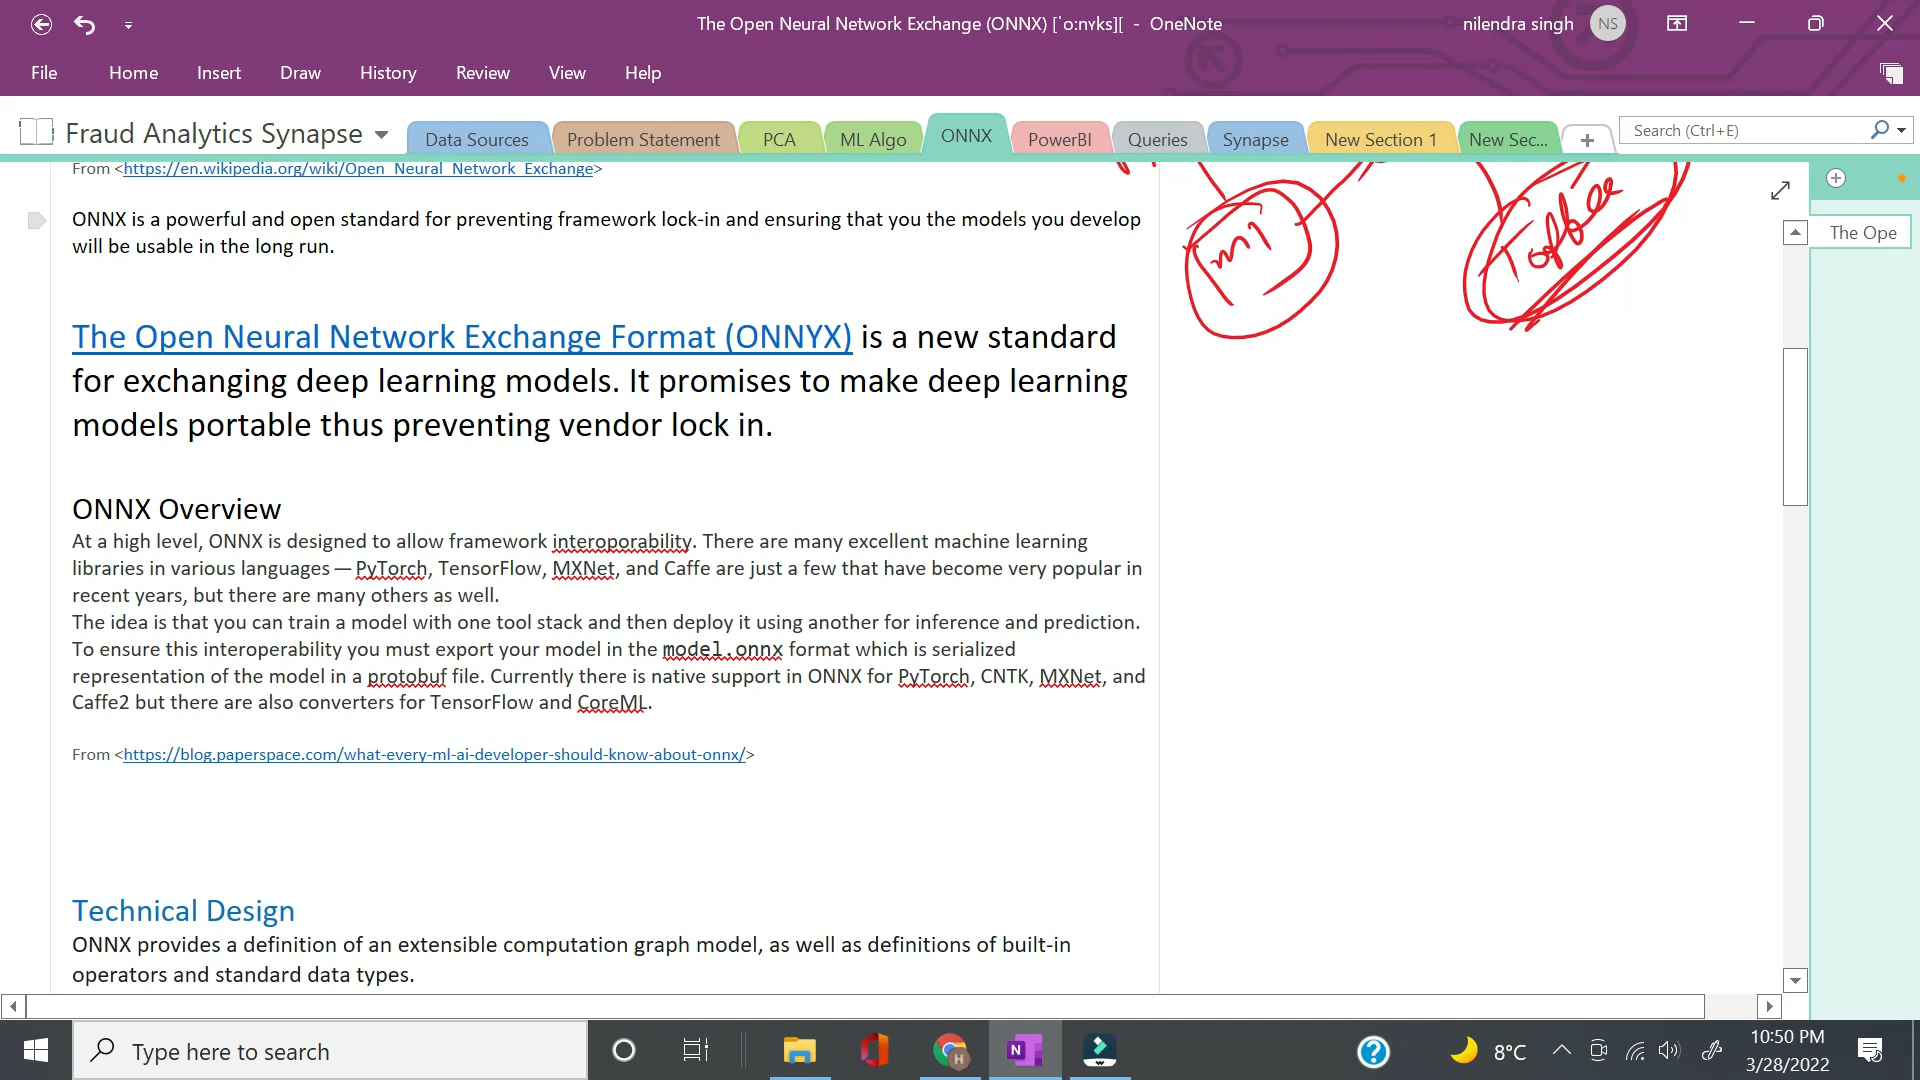 The Open Neural Network Exchange (ONNX) [ˈo:nʏks][ - OneNote
nilendra singh NS
File Home Insert Draw History Review View Help
Fraud Analytics Synapse
Data Sources Problem Statement PCA ML Algo ONNX PowerBI Queries Synapse New Section 1 New Sec...
Search (Ctrl+E)
From <https://en.wikipedia.org/wiki/Open_Neural_Network_Exchange>
The Ope
ONNX is a powerful and open standard for preventing framework lock-in and ensuring that you the models you develop
will be usable in the long run.
The Open Neural Network Exchange Format (ONNYX) is a new standard
for exchanging deep learning models. It promises to make deep learning
models portable thus preventing vendor lock in.
ONNX Overview
At a high level, ONNX is designed to allow framework interoporability. There are many excellent machine learning
libraries in various languages — PyTorch, TensorFlow, MXNet, and Caffe are just a few that have become very popular in
recent years, but there are many others as well.
The idea is that you can train a model with one tool stack and then deploy it using another for inference and prediction.
To ensure this interoperability you must export your model in the model.onnx format which is serialized
representation of the model in a protobuf file. Currently there is native support in ONNX for PyTorch, CNTK, MXNet, and
Caffe2 but there are also converters for TensorFlow and CoreML.
From <https://blog.paperspace.com/what-every-ml-ai-developer-should-know-about-onnx/>
Technical Design
ONNX provides a definition of an extensible computation graph model, as well as definitions of built-in
operators and standard data types.
Type here to search
8°C
10:50 PM
3/28/2022